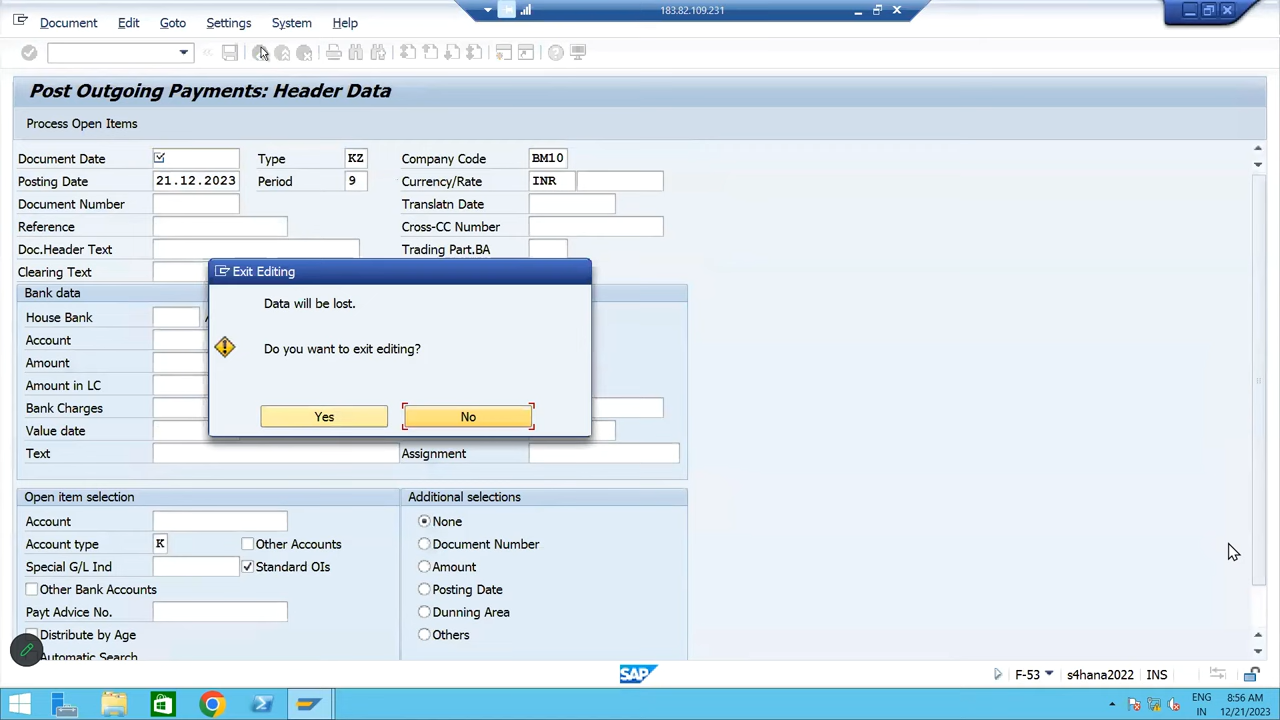 183.82.109.231
Document Edit Goto Settings System Help
Post Outgoing Payments: Header Data
Process Open Items
Document Date Type KZ Company Code BM10
Posting Date 21.12.2023 Period 9 Currency/Rate INR
Document Number Translatn Date
Reference Cross-CC Number
Doc.Header Text Trading Part.BA
Clearing Text
Exit Editing
Data will be lost.
Do you want to exit editing?
Yes No
Bank data
House Bank
Account
Amount
Amount in LC
Bank Charges
Value date
Text Assignment
Open item selection Additional selections
Account None
Account type K Other Accounts Document Number
Special G/L Ind Standard OIs Amount
Other Bank Accounts Posting Date
Payt Advice No. Dunning Area
Distribute by Age Others
Automatic Search
SAP F-53 s4hana2022 INS
ENG 8:56 AM
IN 12/21/2023